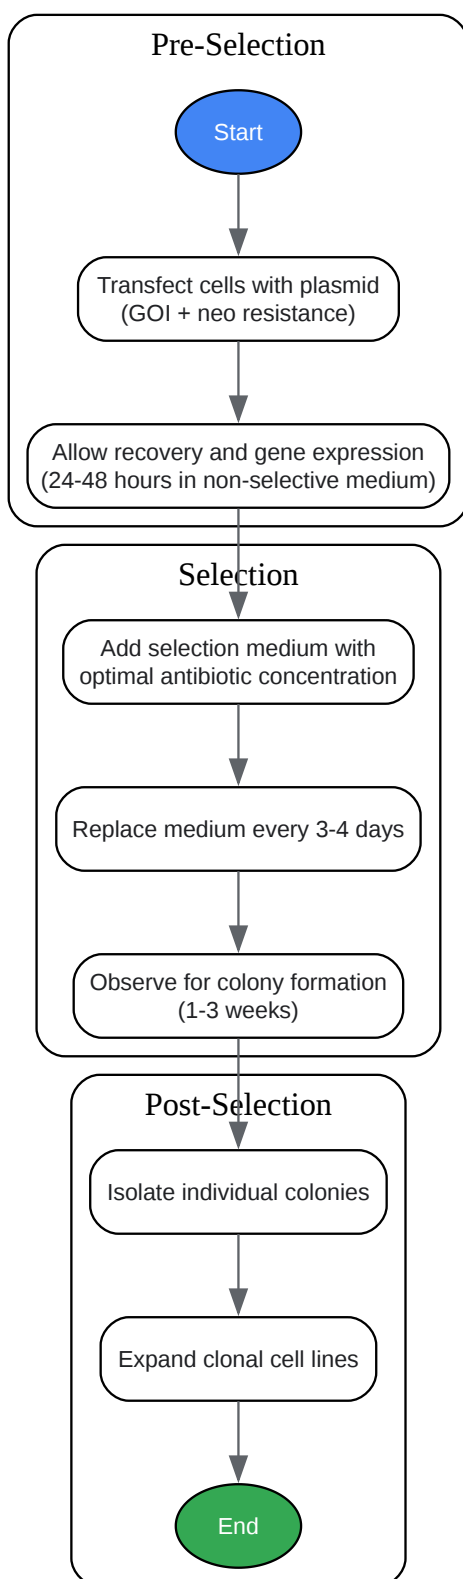 Pre-Selection
Start
Transfect cells with plasmid
(GOI + neo resistance)
Allow recovery and gene expression
(24-48 hours in non-selective medium)
Selection
Add selection medium with
optimal antibiotic concentration
Replace medium every 3-4 days
Observe for colony formation
(1-3 weeks)
Post-Selection
Isolate individual colonies
Expand clonal cell lines
End